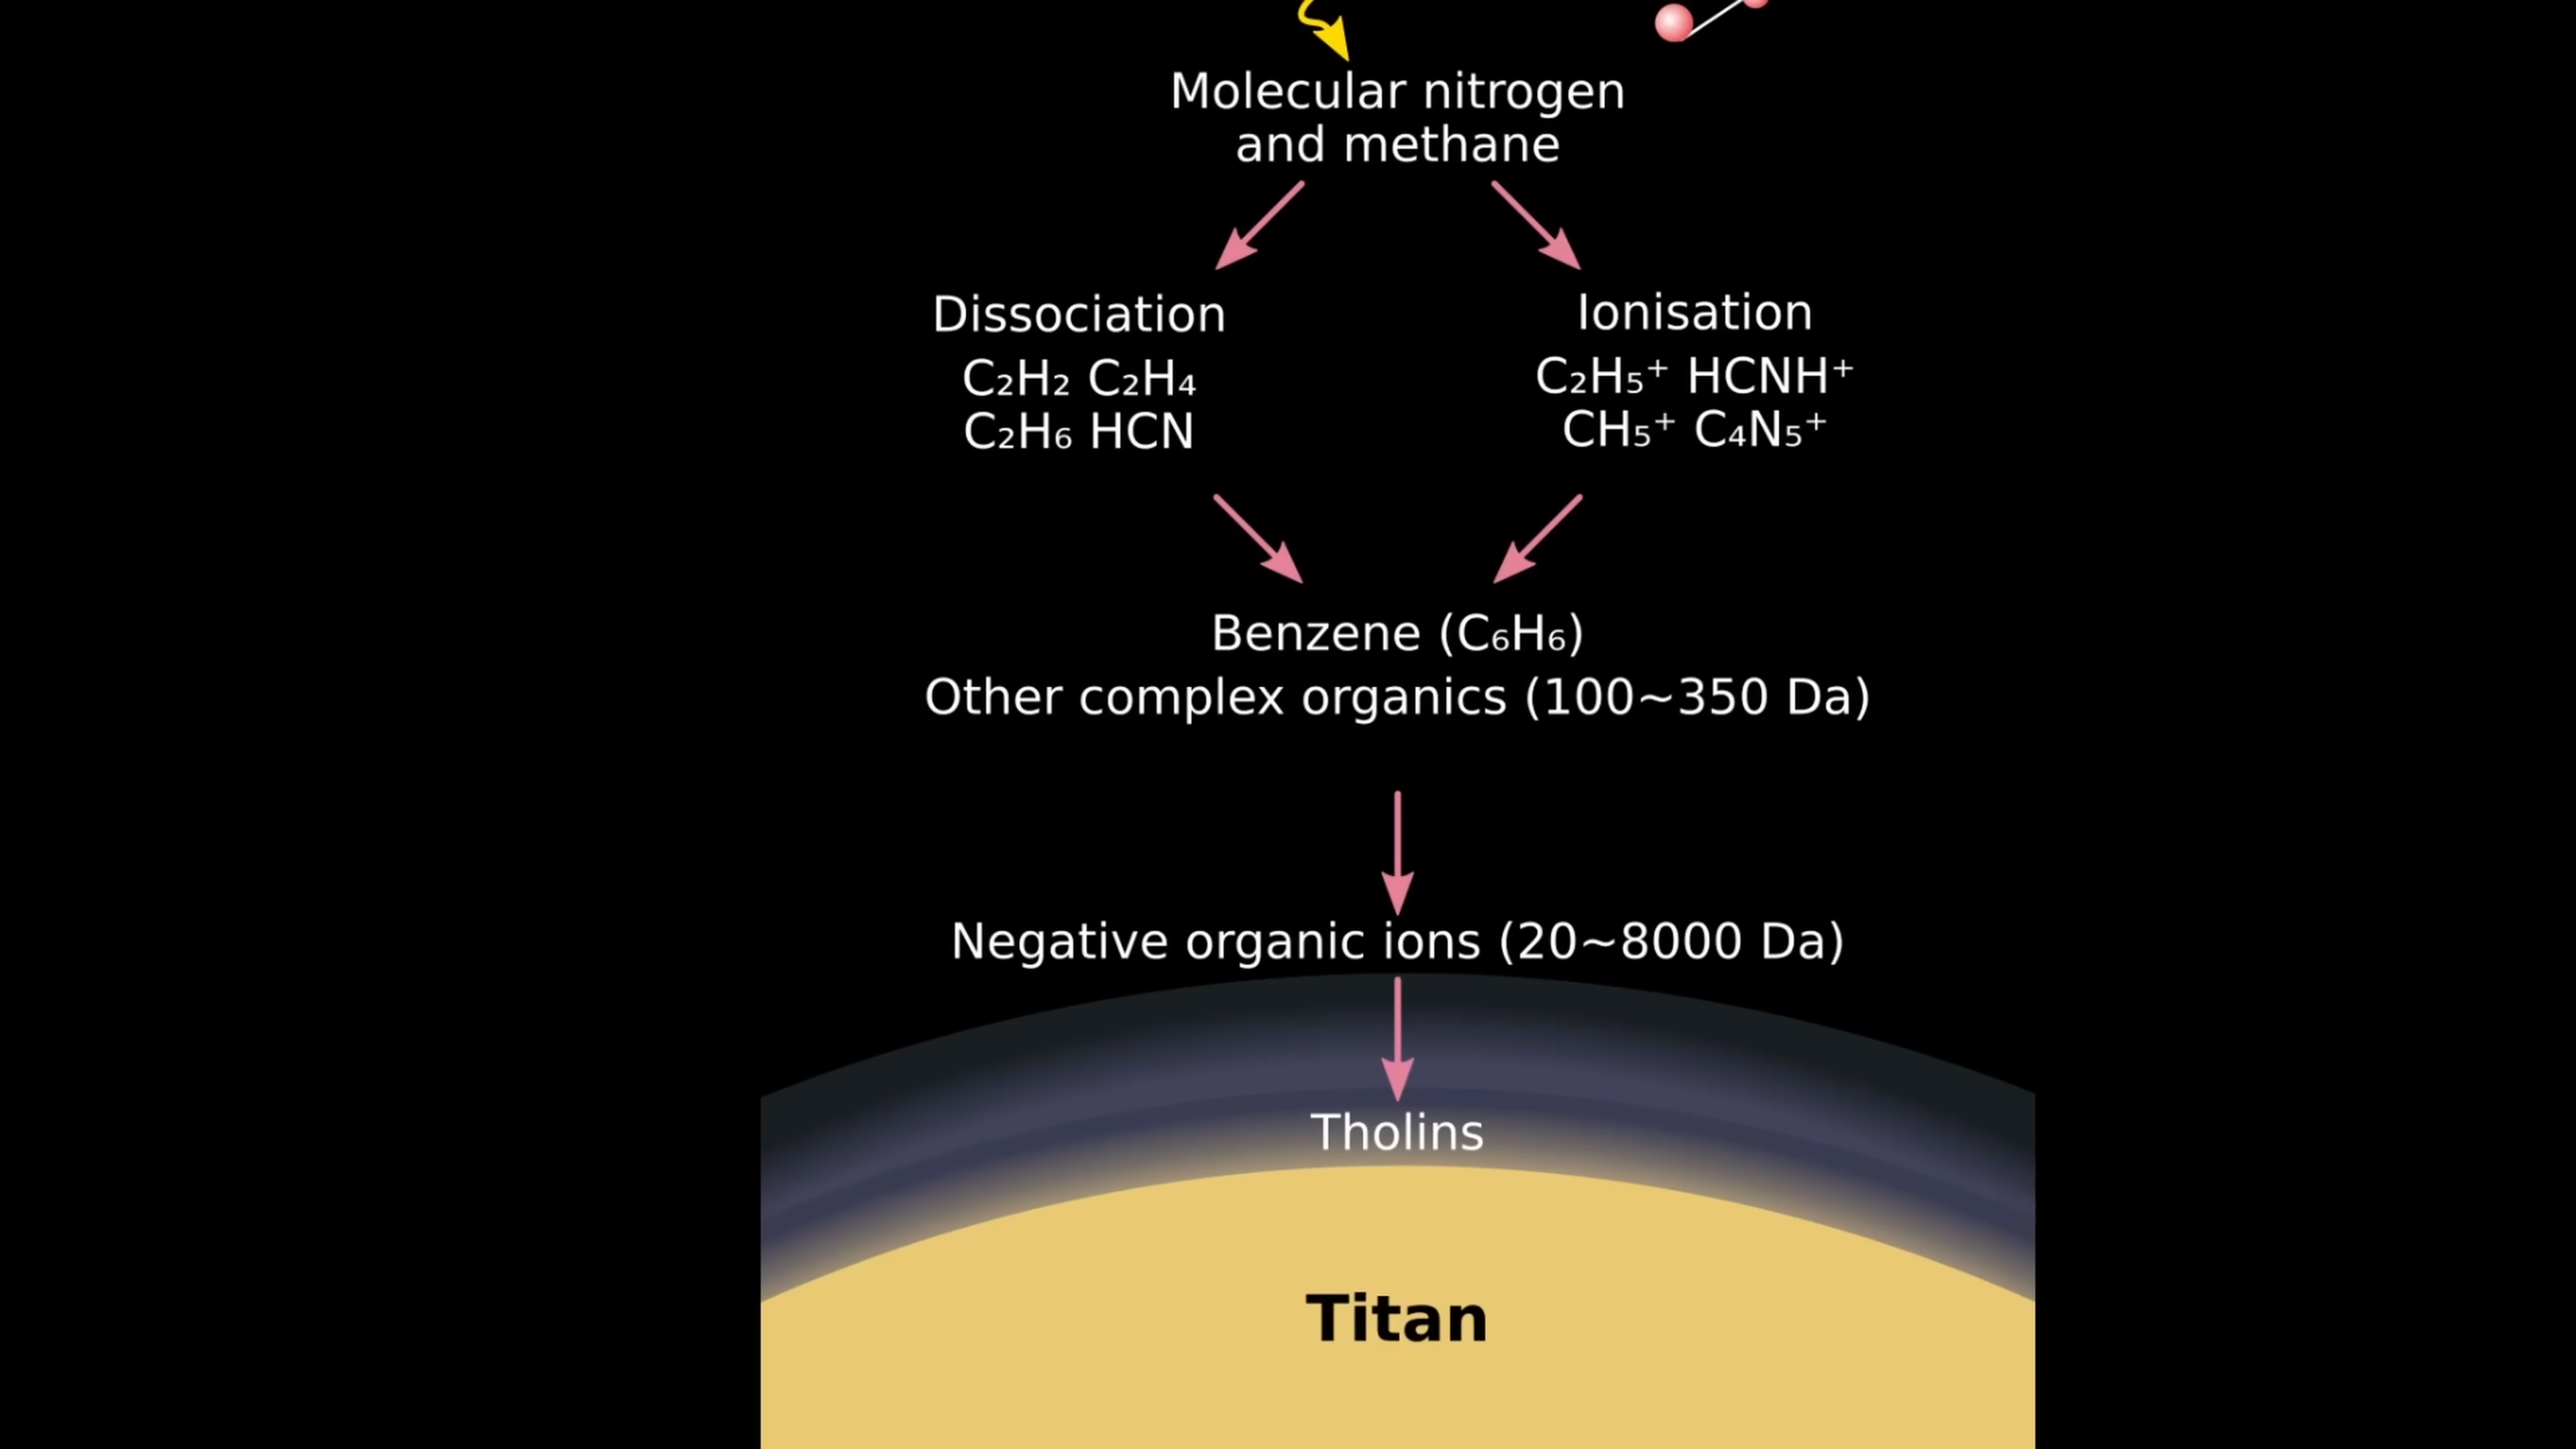 Molecular nitrogen
and methane
Dissociation
C₂H₂ C₂H₄
C₂H₆ HCN
Ionisation
C₂H₅⁺ HCNH⁺
CH₅⁺ C₄N₅⁺
Benzene (C₆H₆)
Other complex organics (100~350 Da)
Negative organic ions (20~8000 Da)
Tholins
Titan